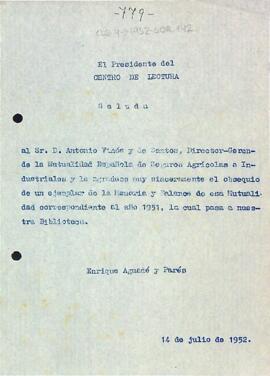 -779-
El Presidente del
CENTRO DE LECTURA
Saluda
al Sr. D. Antonio Viñós y de Santos, Director-Geren-
de la Mutualidad Española de Seguros Agrícolas e In-
dustriales y le agradece muy sinceramente el obsequio
de un ejemplar de la Memoria y Balance de esa Mutuali-
dad correspondiente al año 1951, la cual pasa a nues-
tra Biblioteca.
Enrique Aguadé y Parés
14 de julio de 1952.